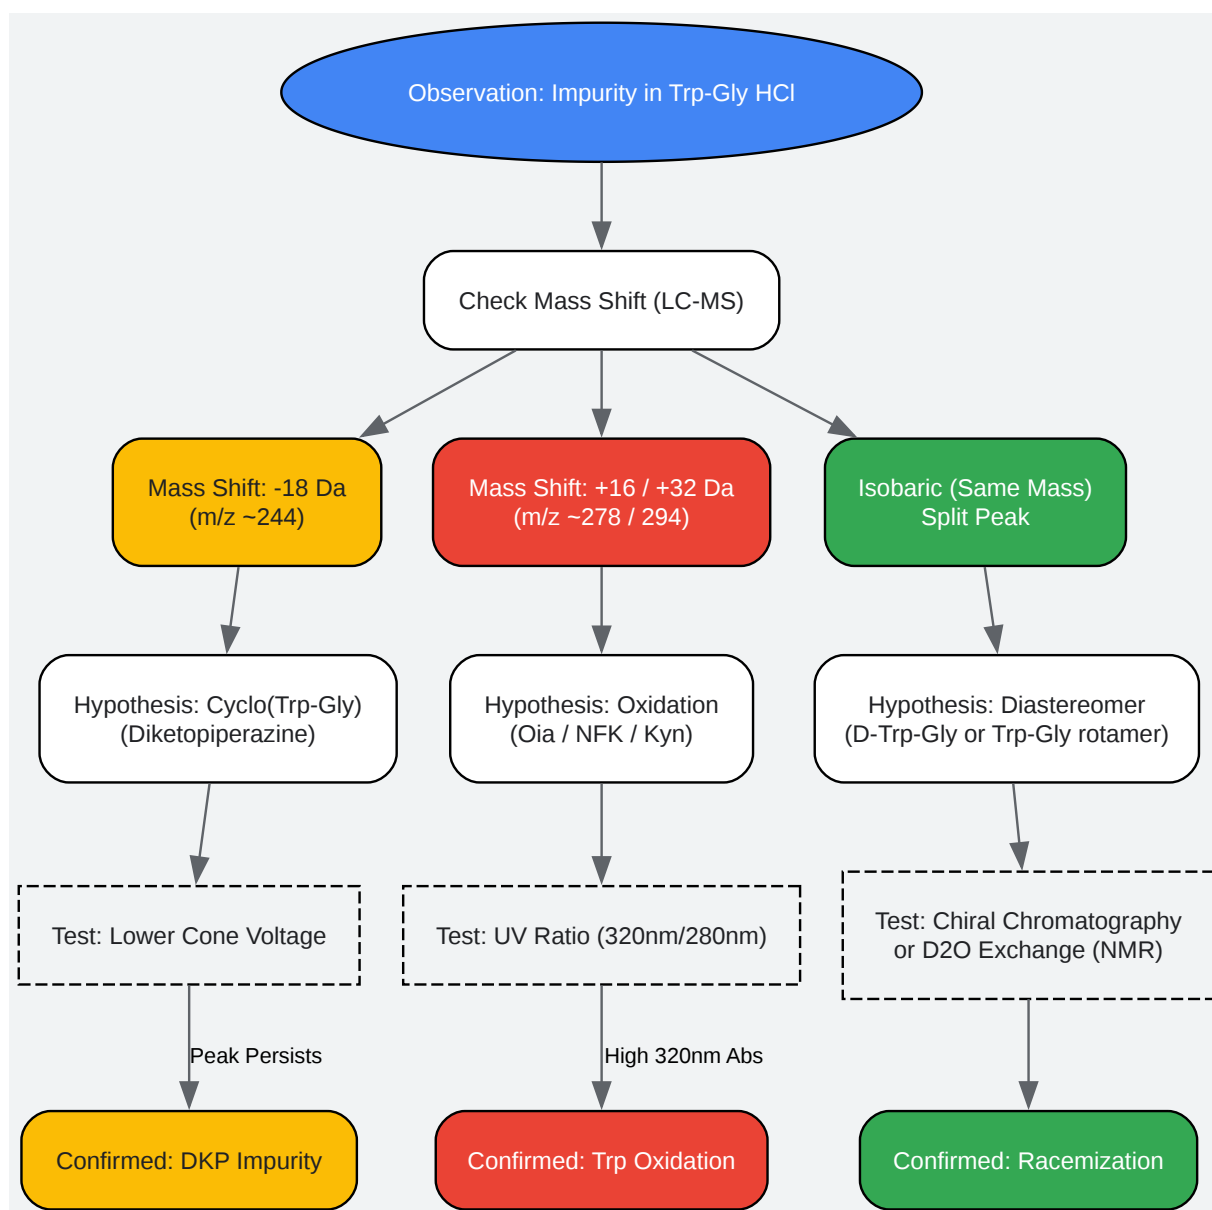 Observation: Impurity in Trp-Gly HCl
Check Mass Shift (LC-MS)
Mass Shift: -18 Da
(m/z ~244)
Mass Shift: +16 / +32 Da
(m/z ~278 / 294)
Isobaric (Same Mass)
Split Peak
Hypothesis: Cyclo(Trp-Gly)
(Diketopiperazine)
Hypothesis: Oxidation
(Oia / NFK / Kyn)
Hypothesis: Diastereomer
(D-Trp-Gly or Trp-Gly rotamer)
Test: Lower Cone Voltage
Test: UV Ratio (320nm/280nm)
Test: Chiral Chromatography
or D2O Exchange (NMR)
Peak Persists
High 320nm Abs
Confirmed: DKP Impurity
Confirmed: Trp Oxidation
Confirmed: Racemization